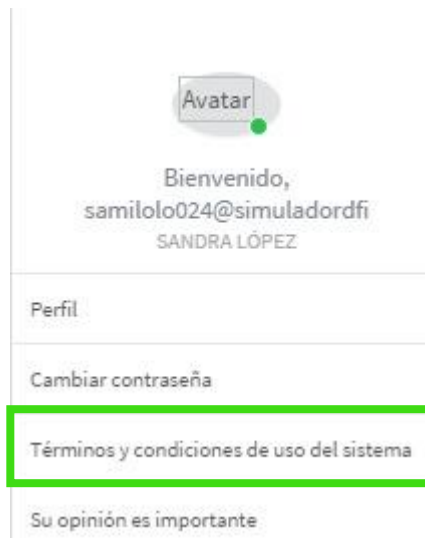 Avatar
Bienvenido,
samilolo024@simuladordfi
SANDRA LÓPEZ
Perfil
Cambiar contraseña
Términos y condiciones de uso del sistema
Su opinión es importante